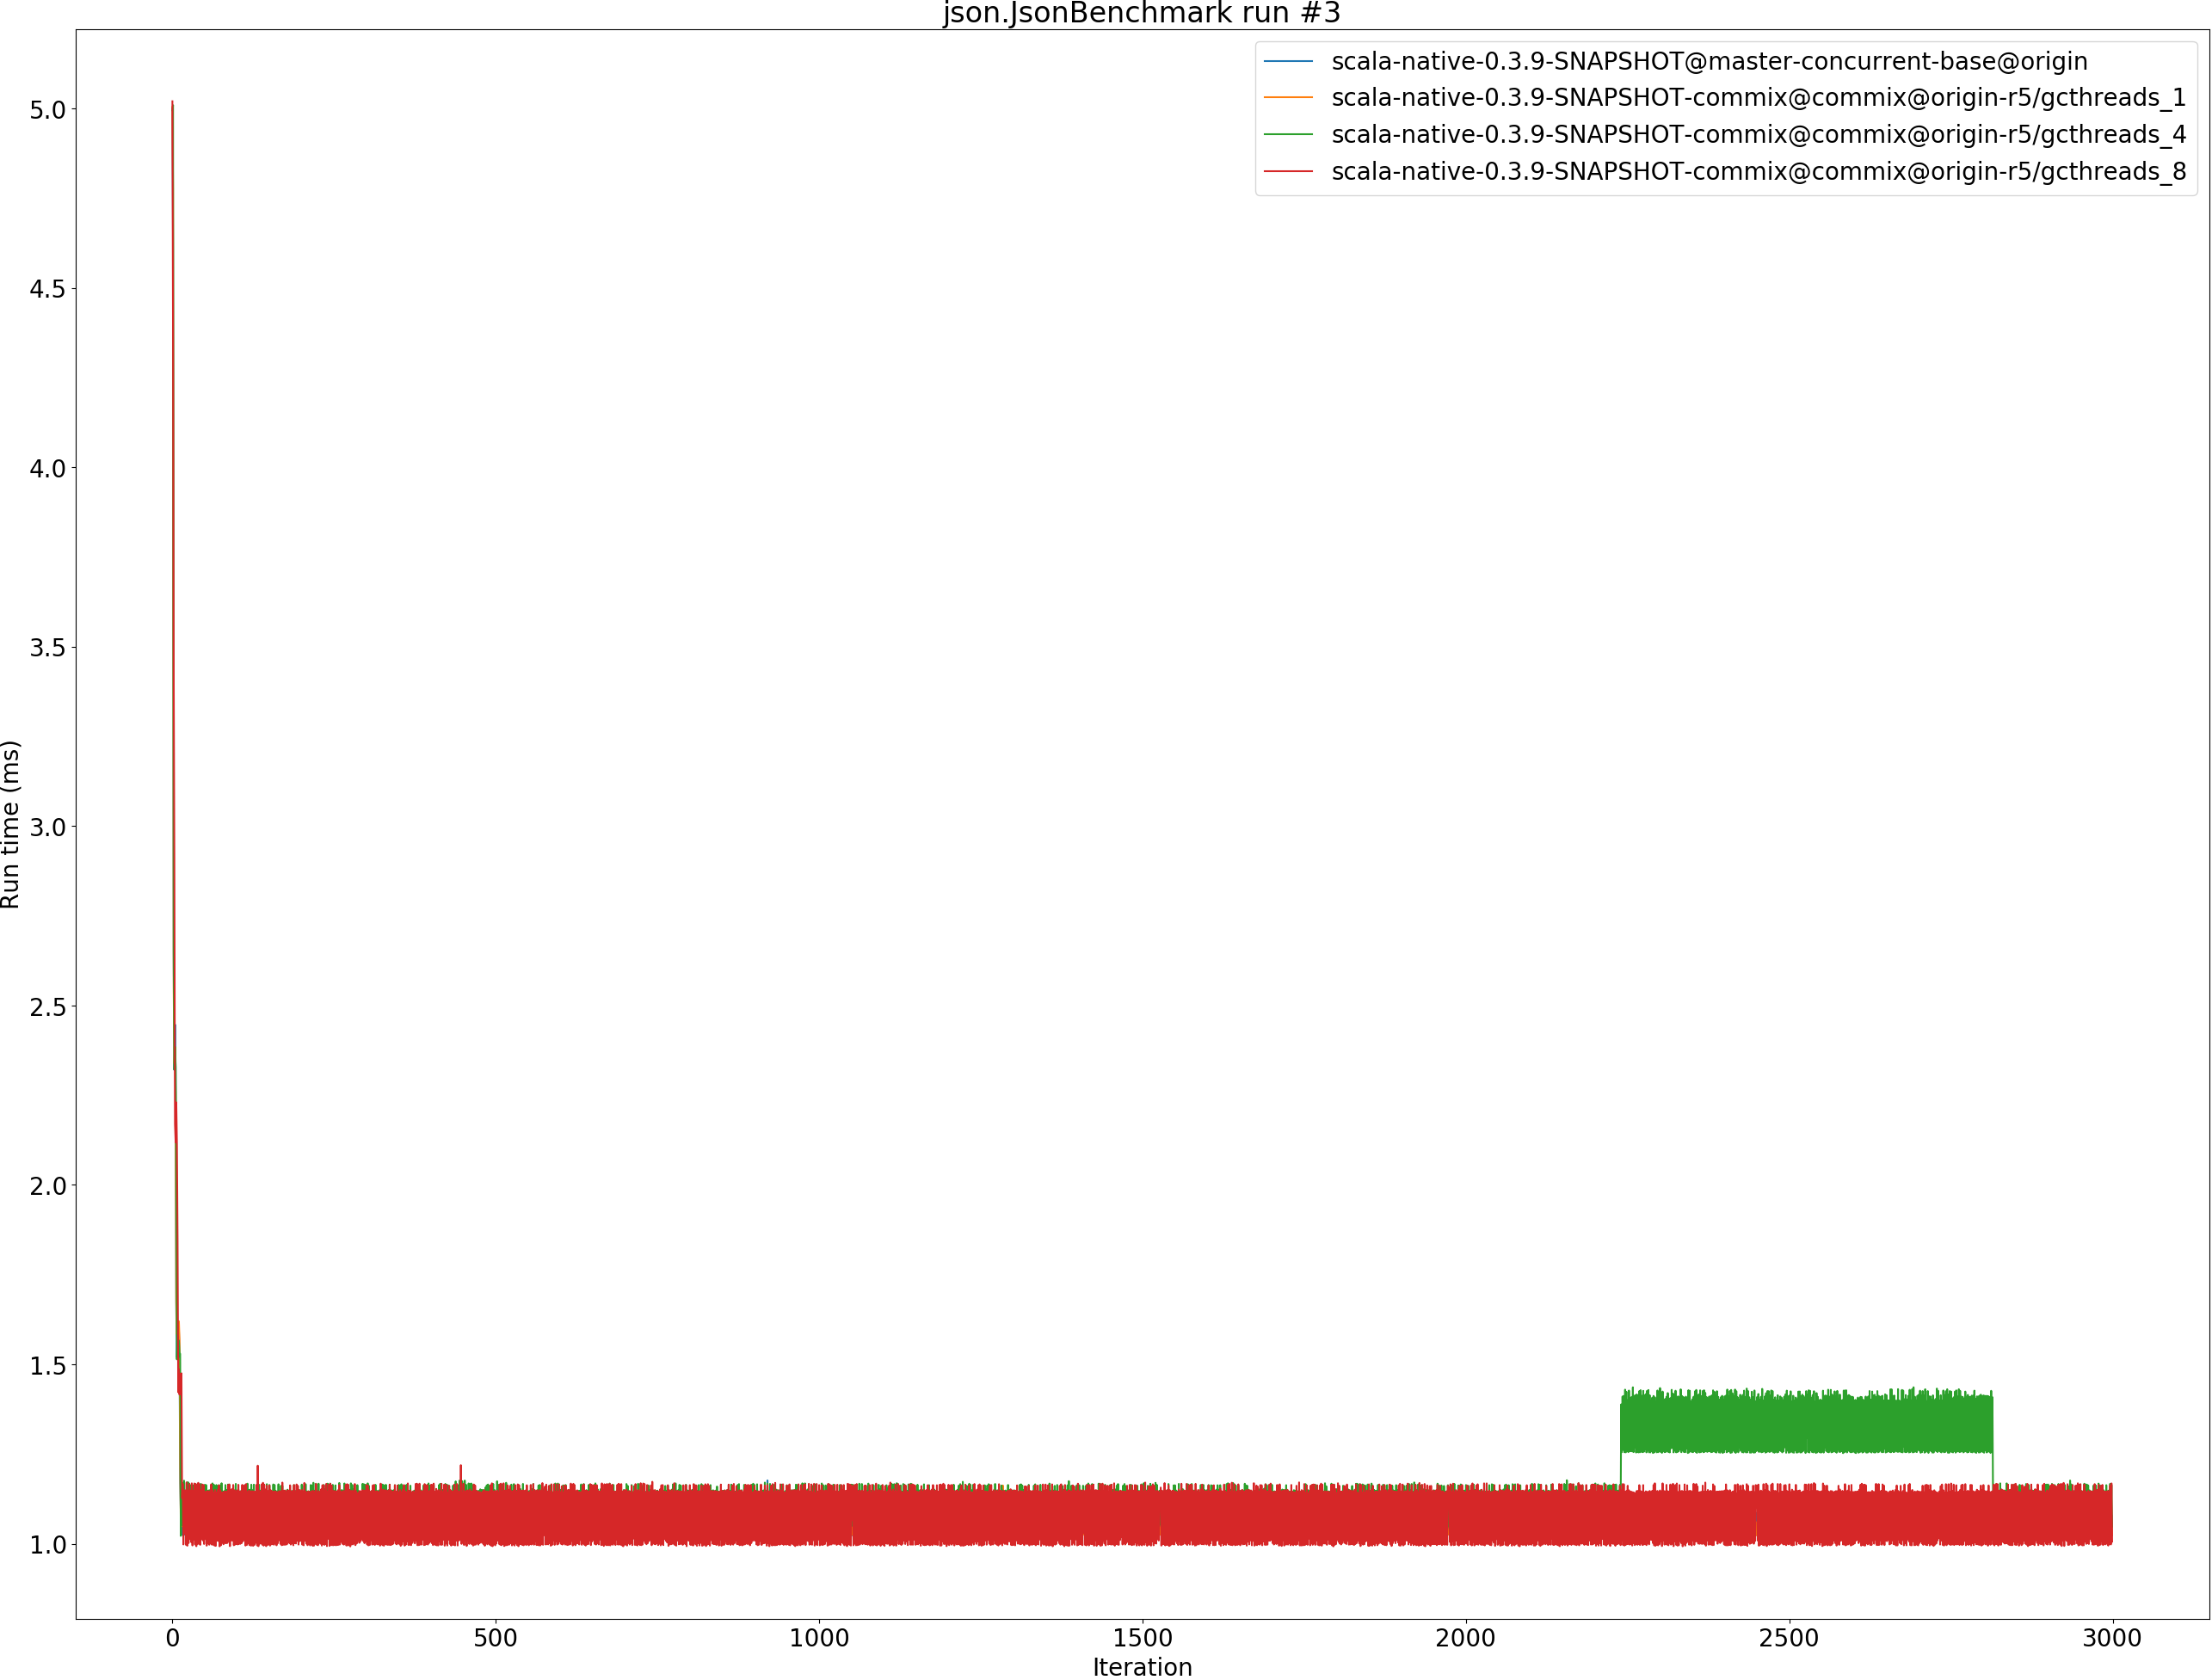 json.JsonBenchmark run #3
scala-native-0.3.9-SNAPSHOT@master-concurrent-base@origin
scala-native-0.3.9-SNAPSHOT-commix@commix@origin-r5/gcthreads_1
scala-native-0.3.9-SNAPSHOT-commix@commix@origin-r5/gcthreads_4
scala-native-0.3.9-SNAPSHOT-commix@commix@origin-r5/gcthreads_8
5.0
4.5
4.0
3.5
3.0
2.5
2.0
1.5
1.0
Run time (ms)
0 500 1000 1500 2000 2500 3000
Iteration